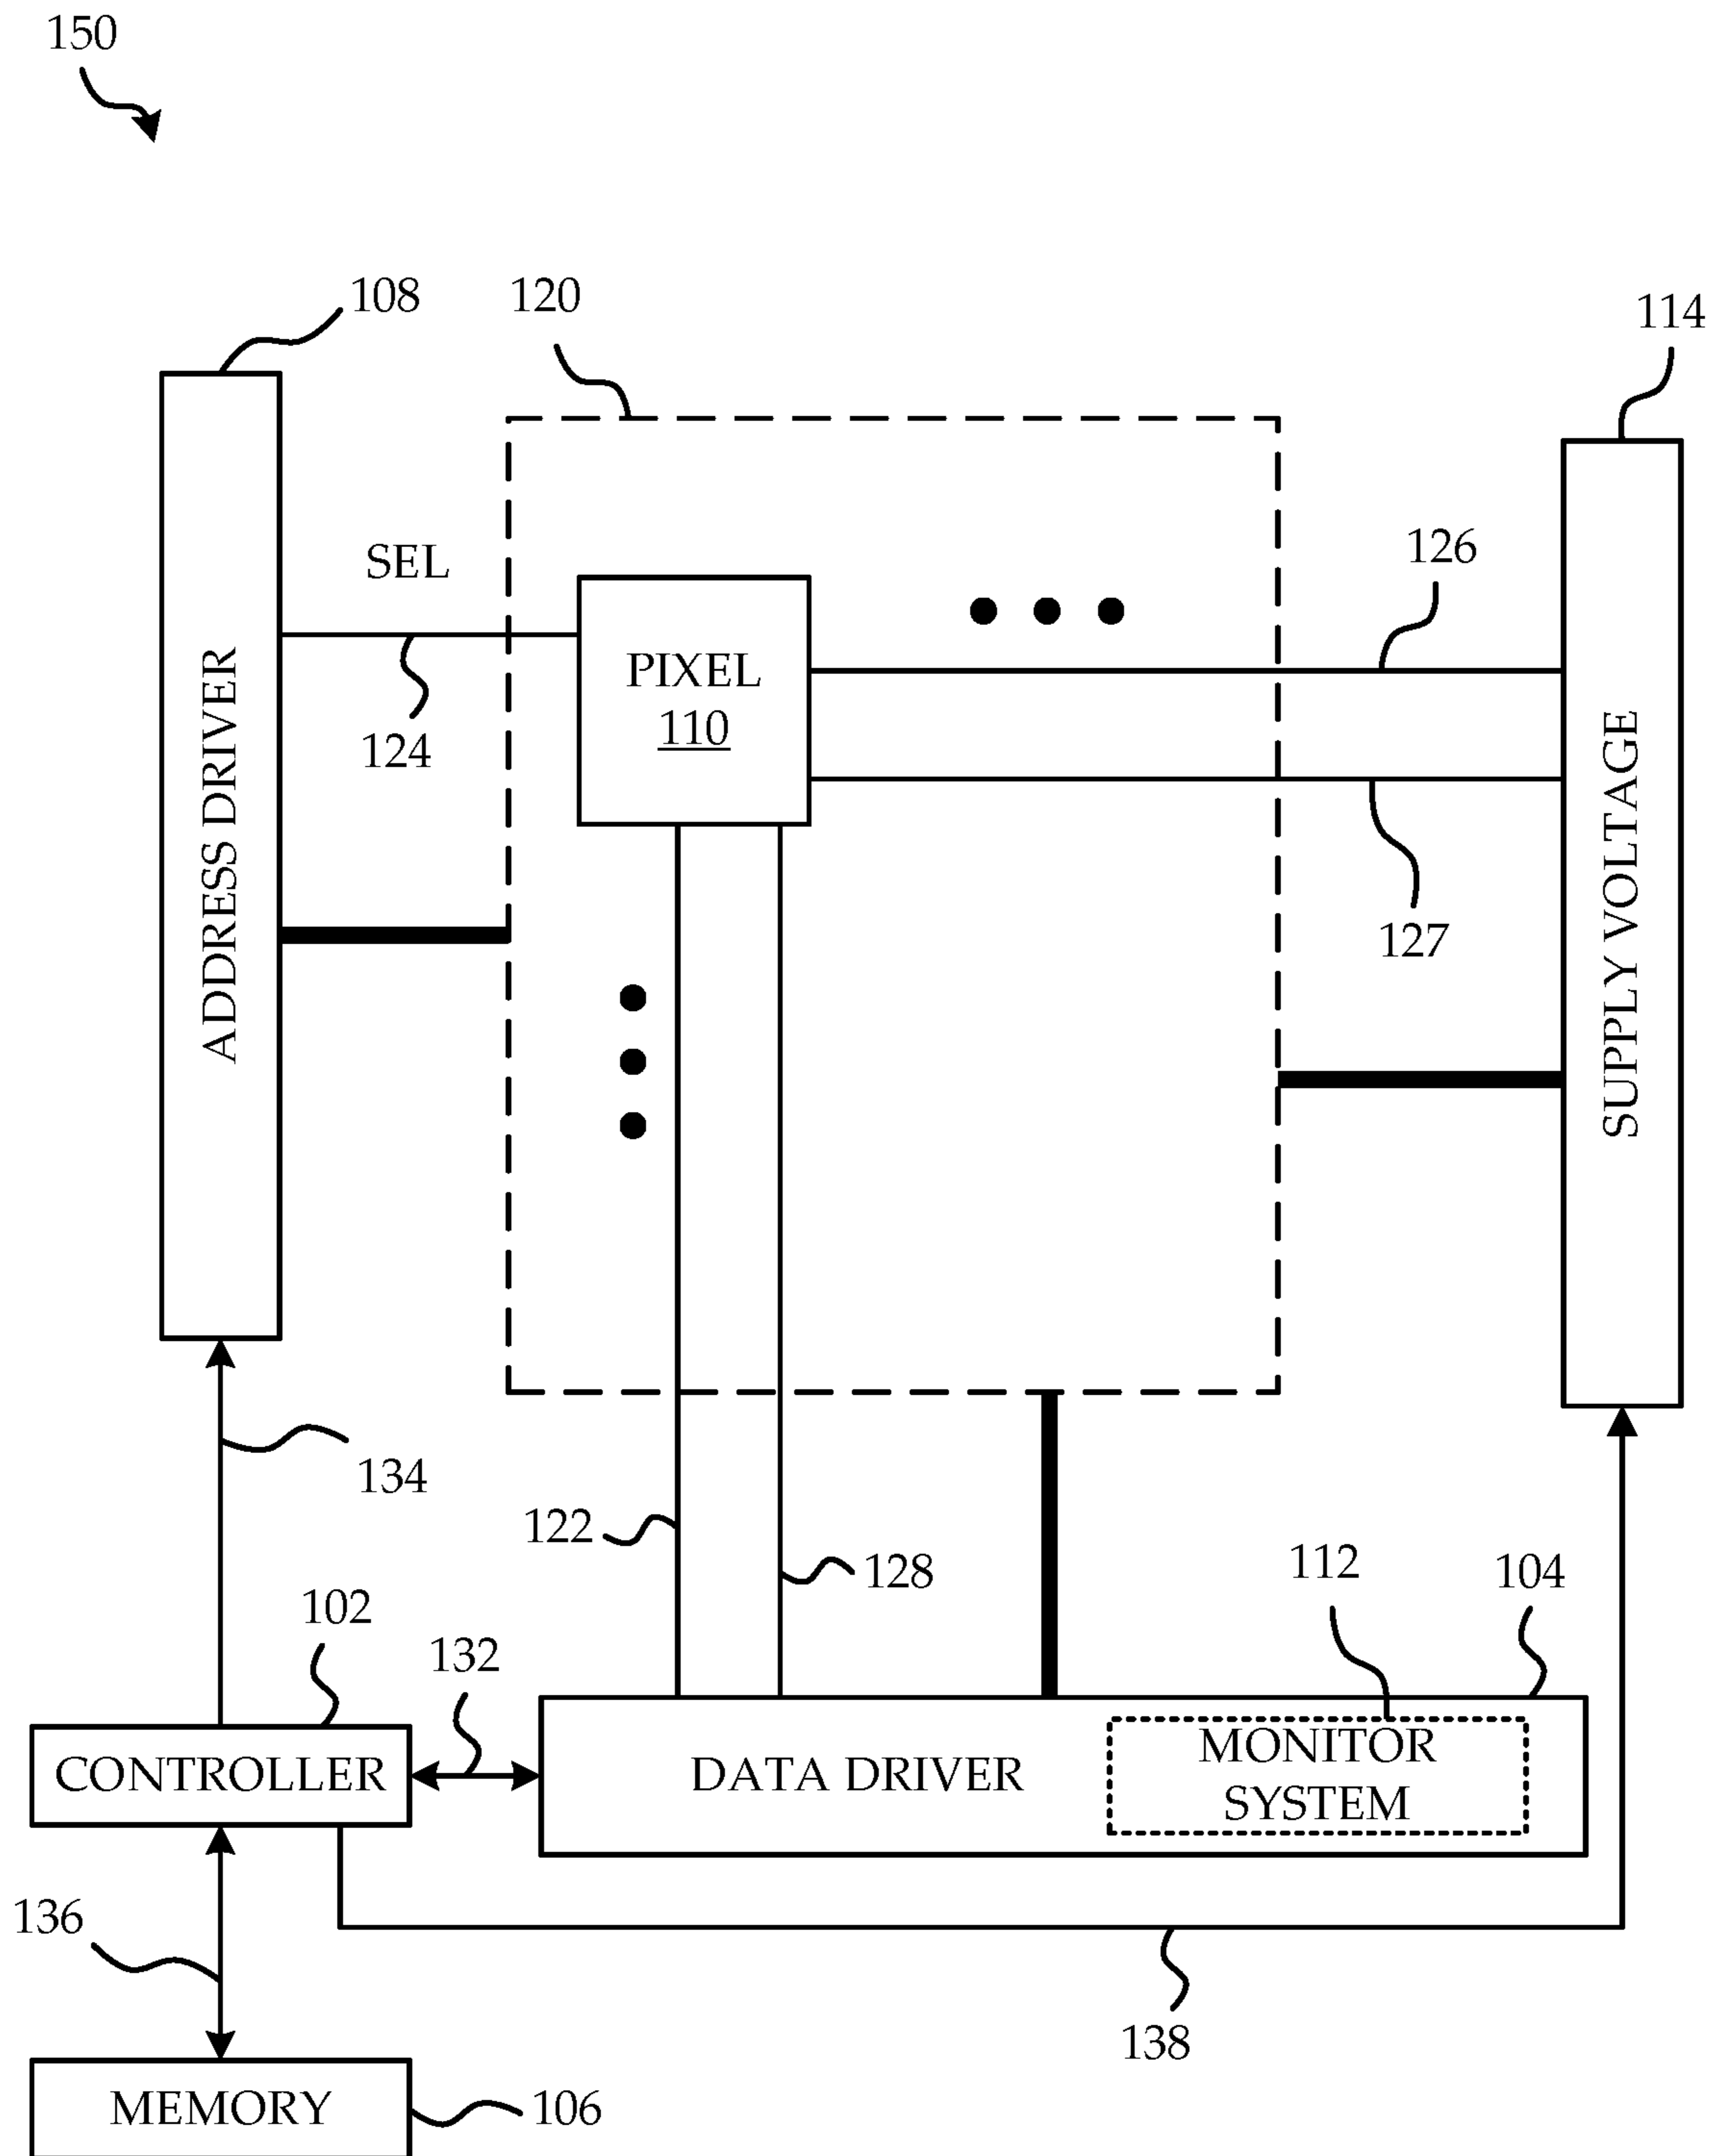 150
108
120
114
SEL
126
PIXEL
110
124
ADDRESS DRIVER
SUPPLY VOLTAGE
127
134
122
128
112
104
102
132
CONTROLLER
DATA DRIVER
MONITOR
SYSTEM
136
138
MEMORY
106